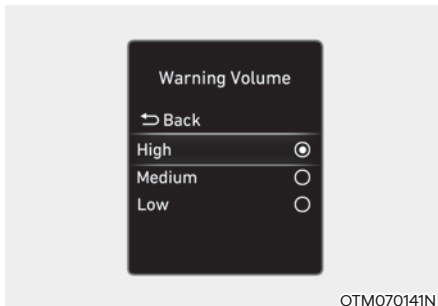 Warning Volume
Back
High
Medium
Low
OTM070141N